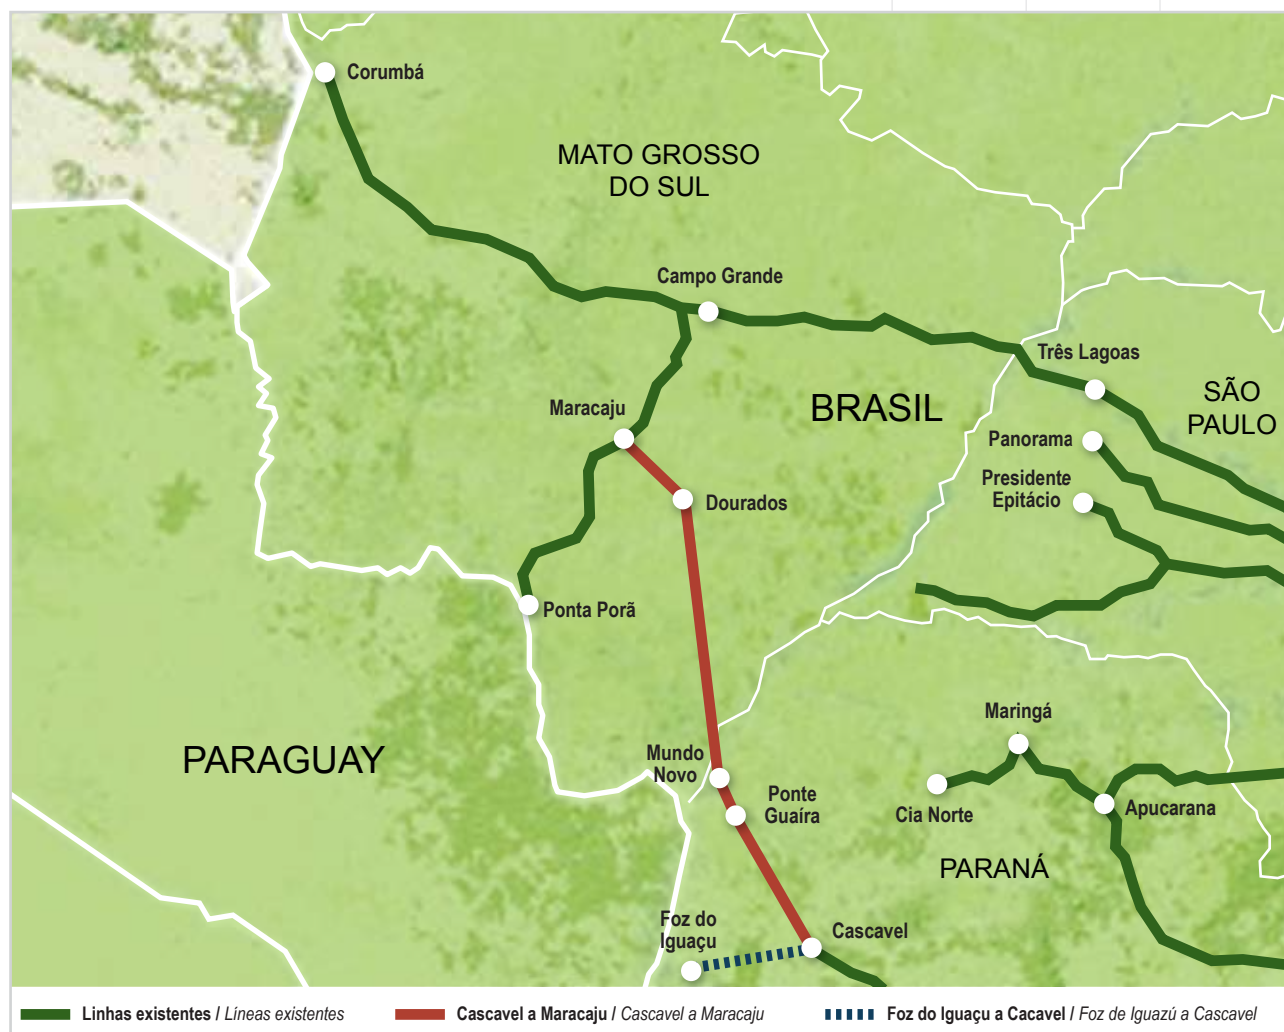 Corumbá
MATO GROSSO
DO SUL
Campo Grande
Três Lagoas
BRASIL
SÃO
PAULO
Maracaju
Panorama
Presidente
Epitácio
Dourados
Ponta Porã
Maringá
PARAGUAY
Mundo
Novo
Ponte
Guaíra
Cia Norte
Apucarana
PARANÁ
Foz do
Iguaçu
Cascavel
Linhas existentes / Líneas existentes
Cascavel a Maracaju / Cascavel a Maracaju
Foz do Iguaçu a Cacavel / Foz de Iguazú a Cascavel